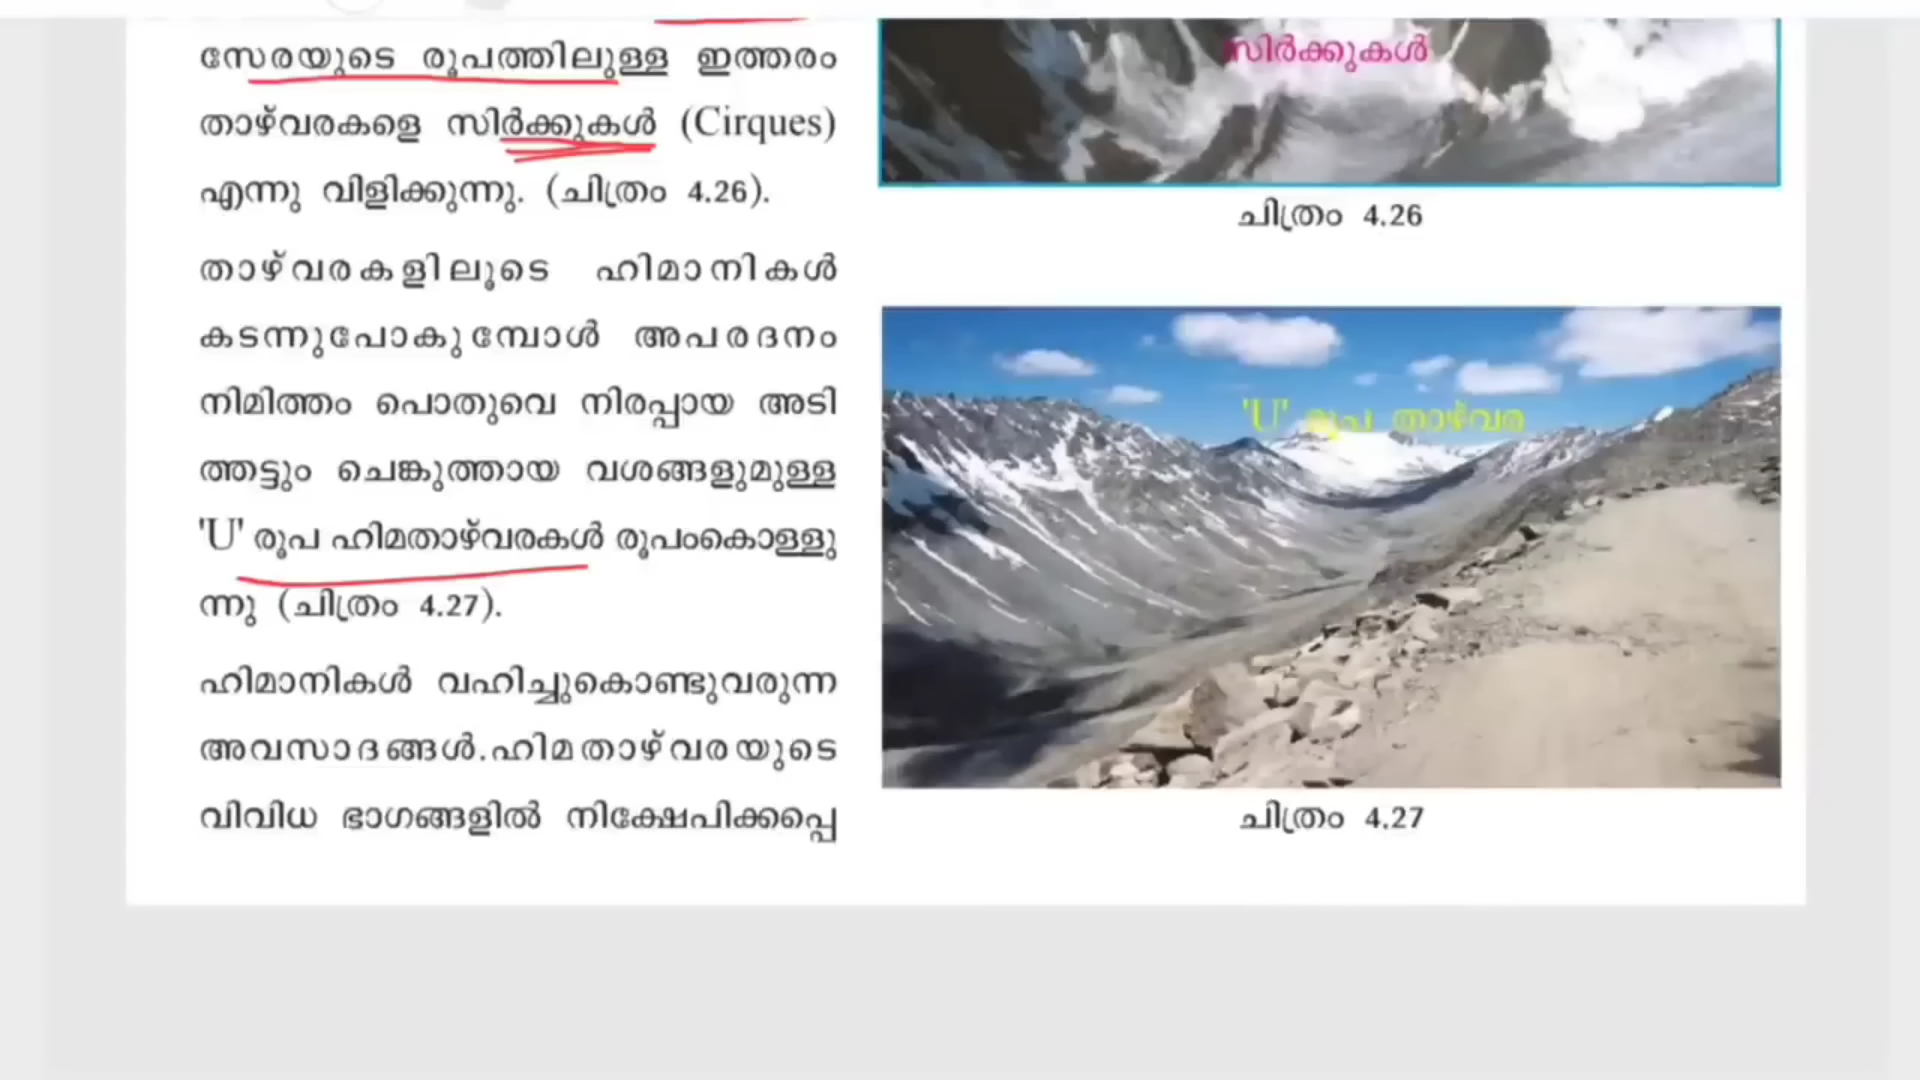 സേരയുടെ രൂപത്തിലുള്ള ഇത്തരം
താഴ്‌വരകളെ സിർക്കുകൾ (Cirques)
എന്നു വിളിക്കുന്നു. (ചിത്രം 4.26).
താഴ്‌വരകളിലൂടെ ഹിമാനികൾ
കടന്നുപോകുമ്പോൾ അപരദനം
നിമിത്തം പൊതുവെ നിരപ്പായ അടി
ത്തട്ടും ചെങ്കുത്തായ വശങ്ങളുമുള്ള
'U' രൂപ ഹിമതാഴ്‌വരകൾ രൂപംകൊള്ളു
ന്നു (ചിത്രം 4.27).
ഹിമാനികൾ വഹിച്ചുകൊണ്ടുവരുന്ന
അവസാദങ്ങൾ.ഹിമതാഴ്‌വരയുടെ
വിവിധ ഭാഗങ്ങളിൽ നിക്ഷേപിക്കപ്പെ
സിർക്കുകൾ
ചിത്രം 4.26
'U' രൂപ താഴ്‌വര
ചിത്രം 4.27